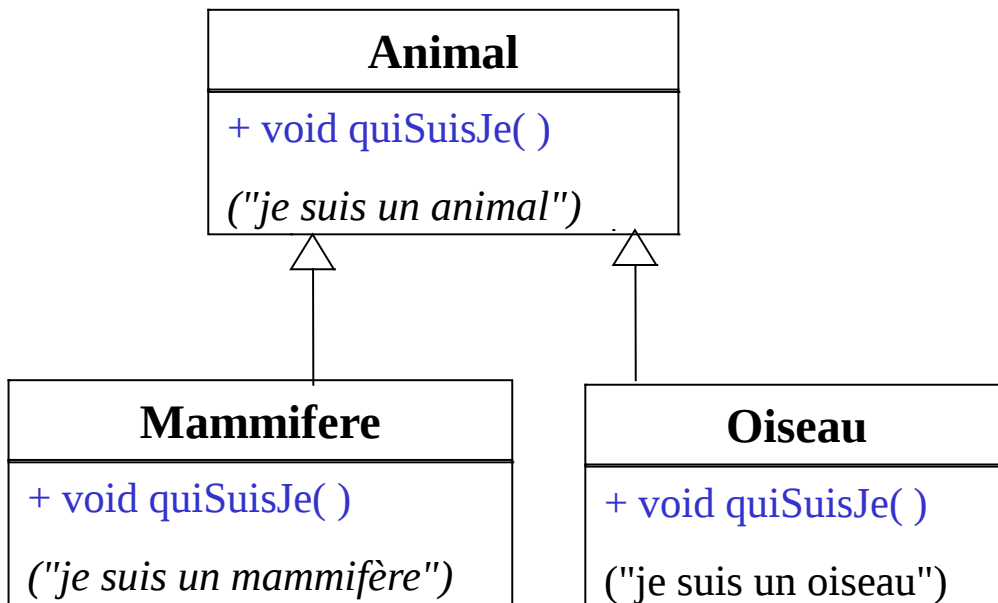 Animal
+ void quiSuisJe( )
("je suis un animal")
Mammifere
+ void quiSuisJe( )
("je suis un mammifère")
Oiseau
+ void quiSuisJe( )
("je suis un oiseau")